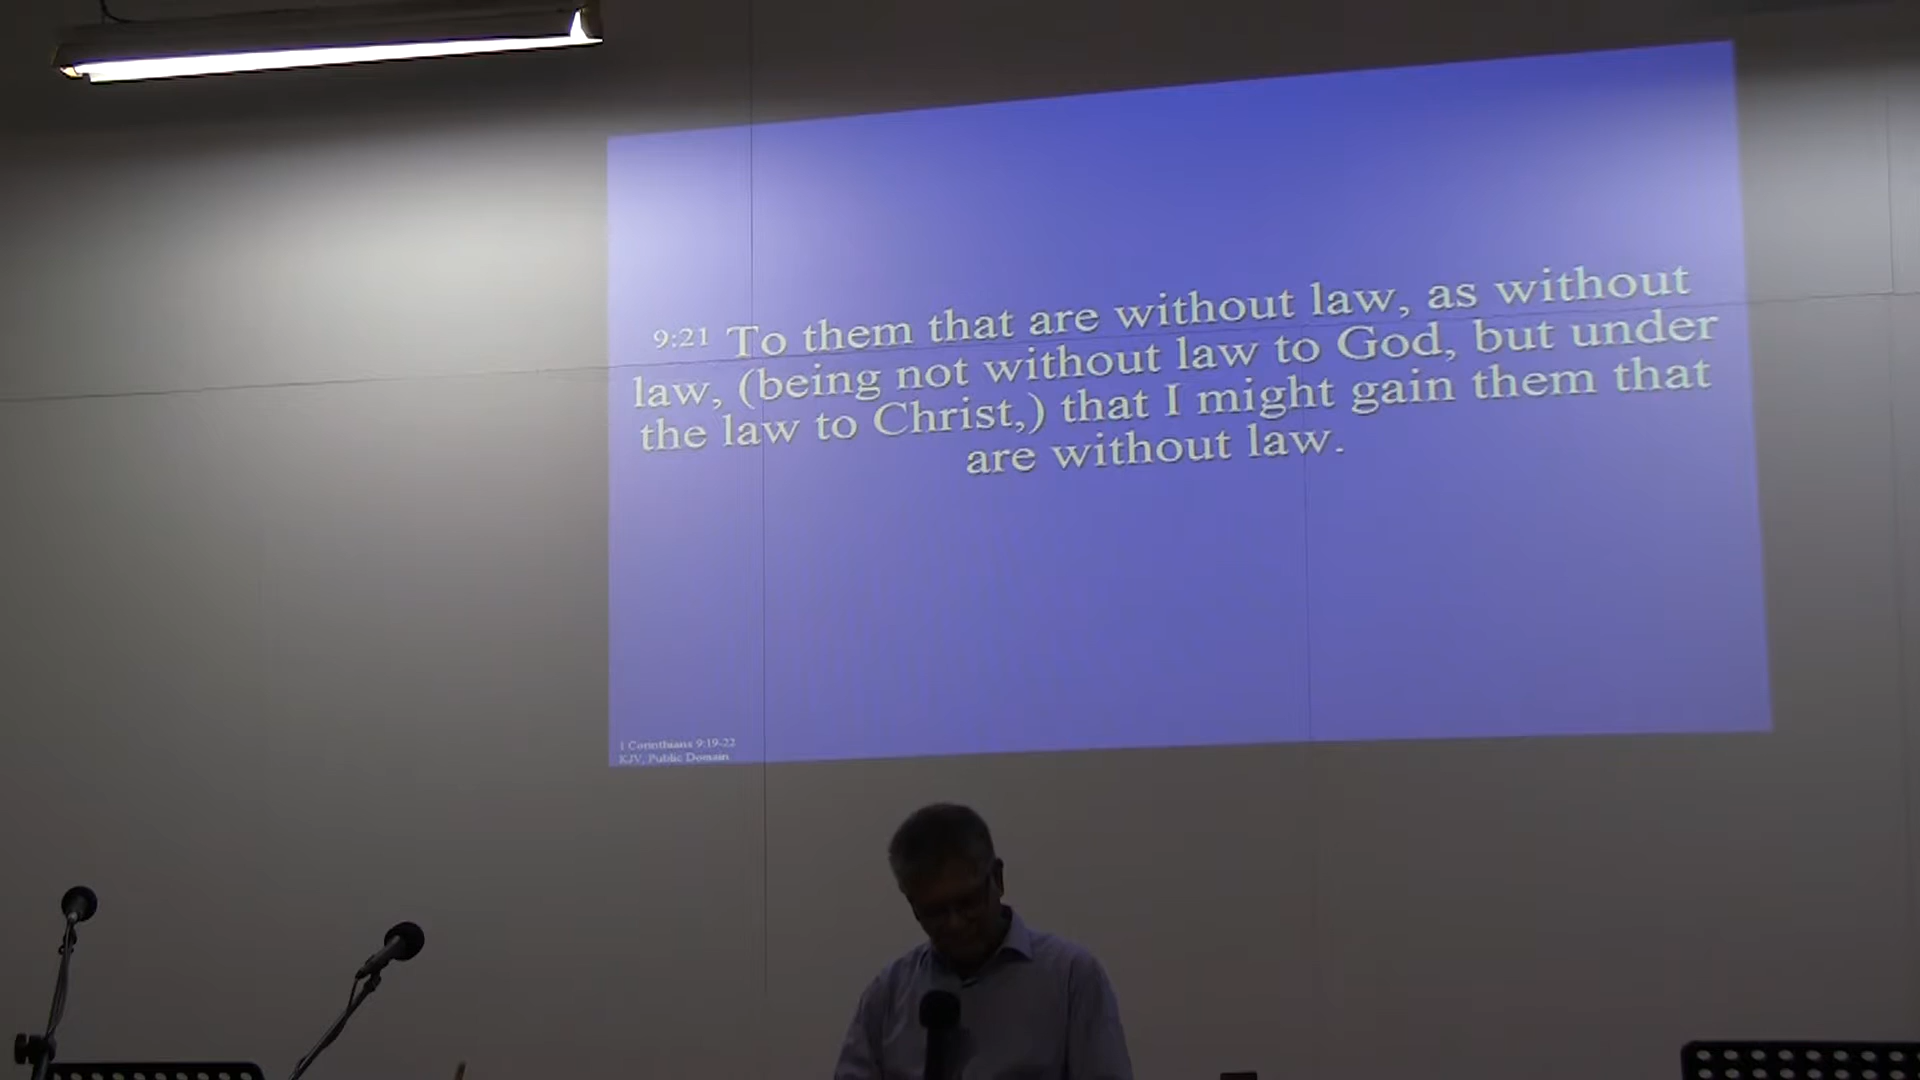 9:21 To them that are without law, as without
law, (being not without law to God, but under
the law to Christ,) that I might gain them that
are without law.
1 Corinthians 9:19-22
KJV, Public Domain